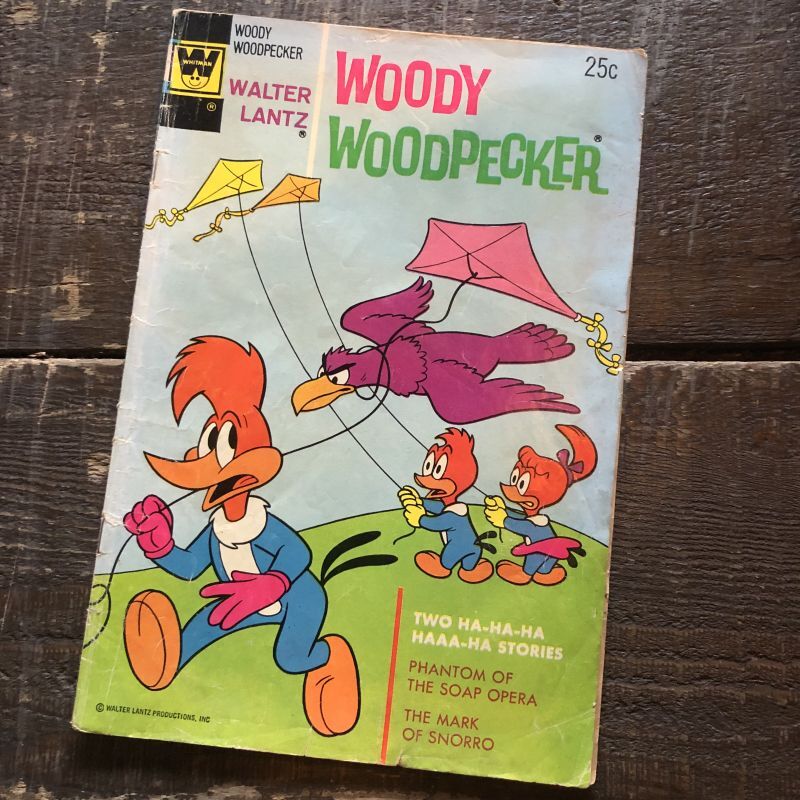 WHITMAN
®
WOODY
WOODPECKER
WALTER
LANTZ®
WOODY
WOODPECKER®
25c
TWO HA-HA-HA
HAAA-HA STORIES
PHANTOM OF
THE SOAP OPERA
THE MARK
OF SNORRO
© WALTER LANTZ PRODUCTIONS, INC